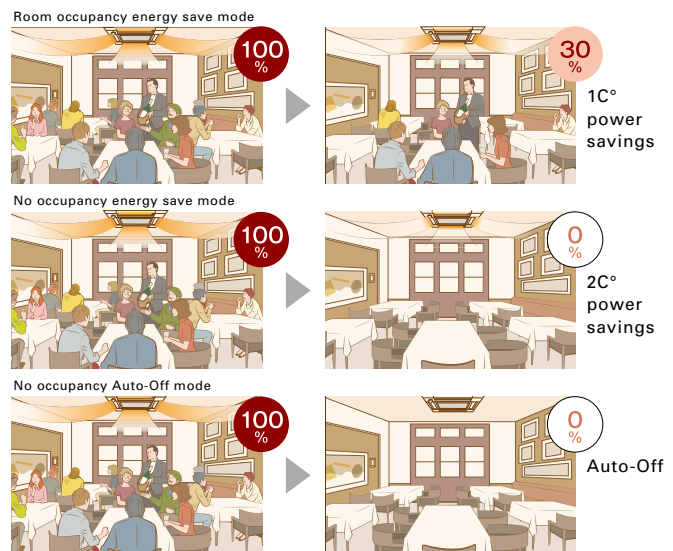 Room occupancy energy save mode
100
%
30
%
1C°
power
savings
No occupancy energy save mode
100
%
0
%
2C°
power
savings
No occupancy Auto-Off mode
100
%
0
%
Auto-Off